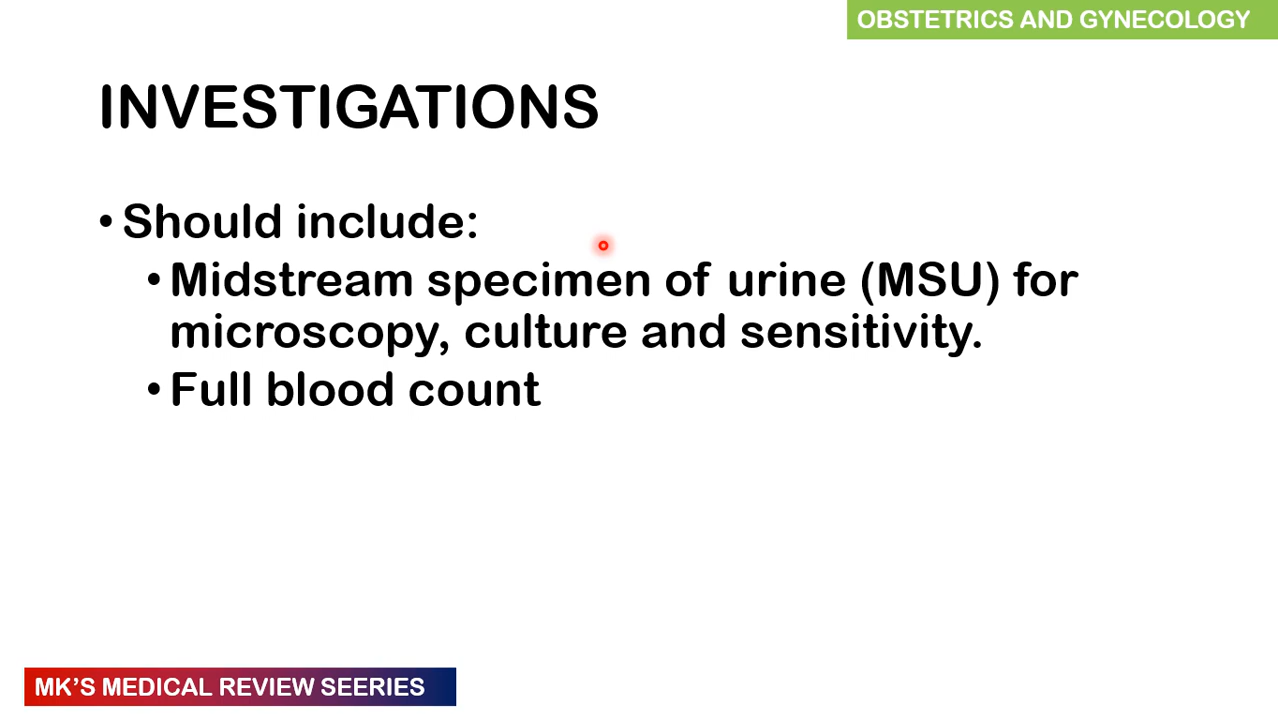 OBSTETRICS AND GYNECOLOGY
INVESTIGATIONS
• Should include:
• Midstream specimen of urine (MSU) for
microscopy, culture and sensitivity.
• Full blood count
MK'S MEDICAL REVIEW SEERIES